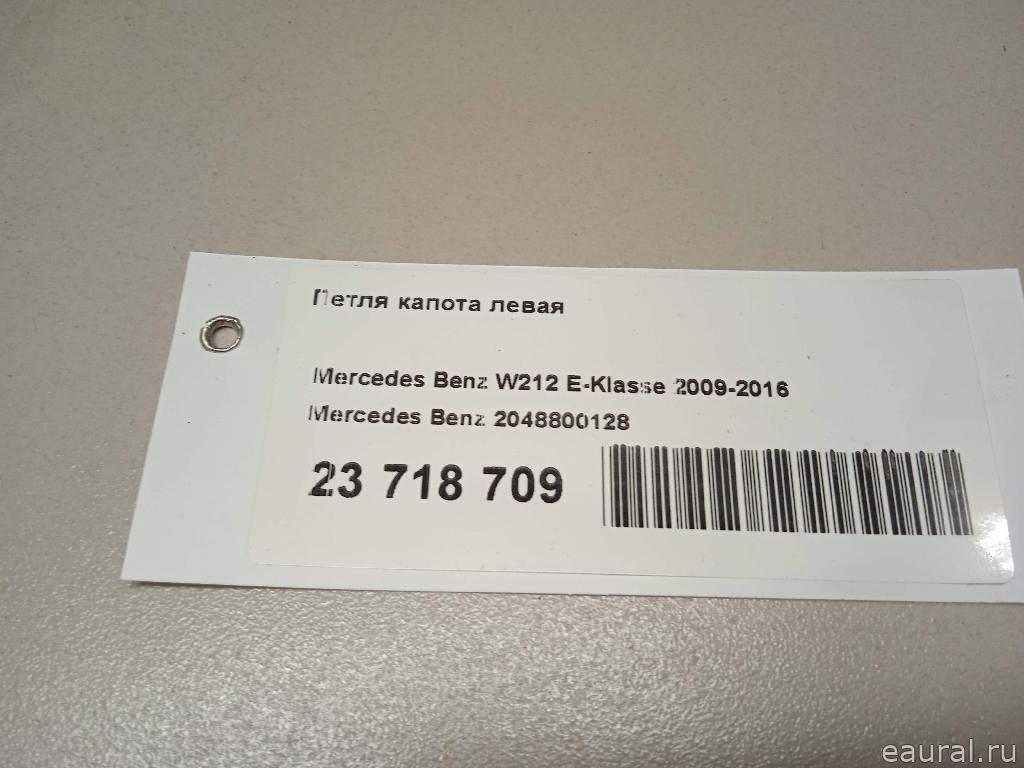 Петля капота левая
Mercedes Benz W212 E-Klasse 2009-2016
Mercedes Benz 2048800128
23 718 709
eaural.ru